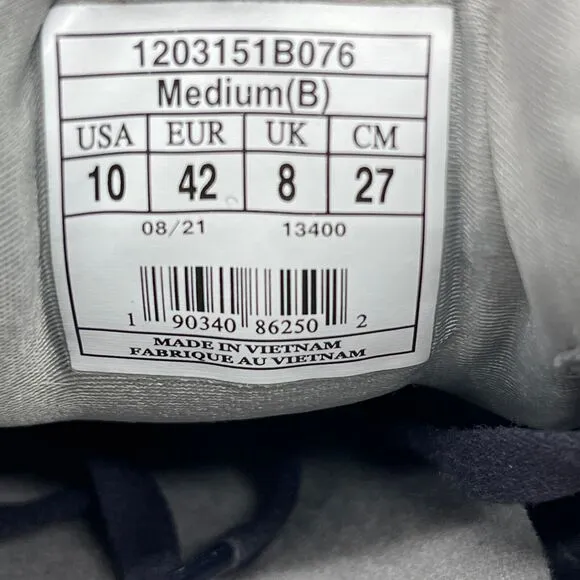 1203151B076
Medium(B)
USA EUR UK CM
10 42 8 27
08/21 13400
1 90340 86250 2
MADE IN VIETNAM
FABRIQUE AU VIETNAM